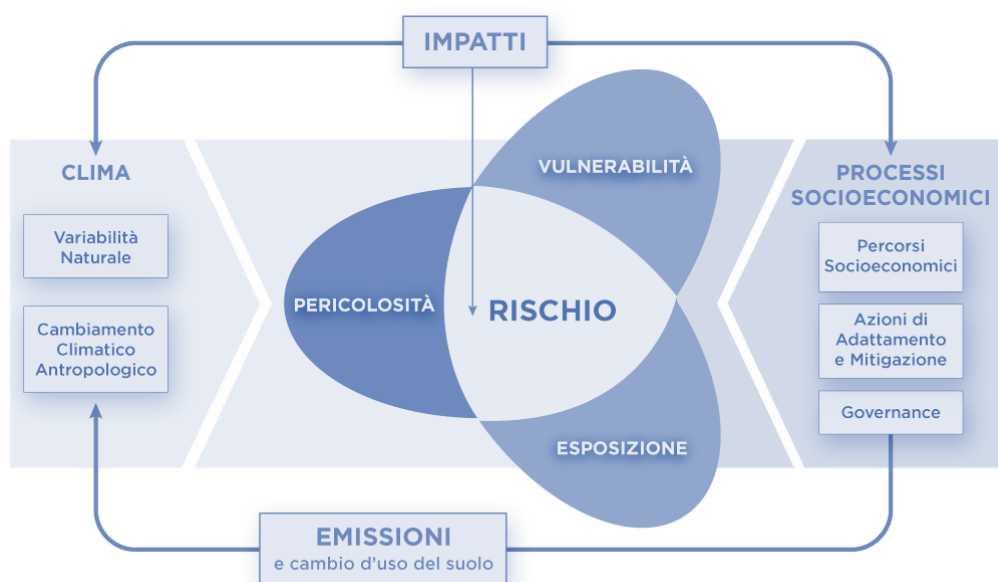 IMPATTI
CLIMA
Variabilità
Naturale
Cambiamento
Climatico
Antropologico
VULNERABILITÀ
PERICOLOSITÀ
RISCHIO
ESPOSIZIONE
PROCESSI
SOCIOECONOMICI
Percorsi
Socioeconomici
Azioni di
Adattamento
e Mitigazione
Governance
EMISSIONI
e cambio d'uso del suolo